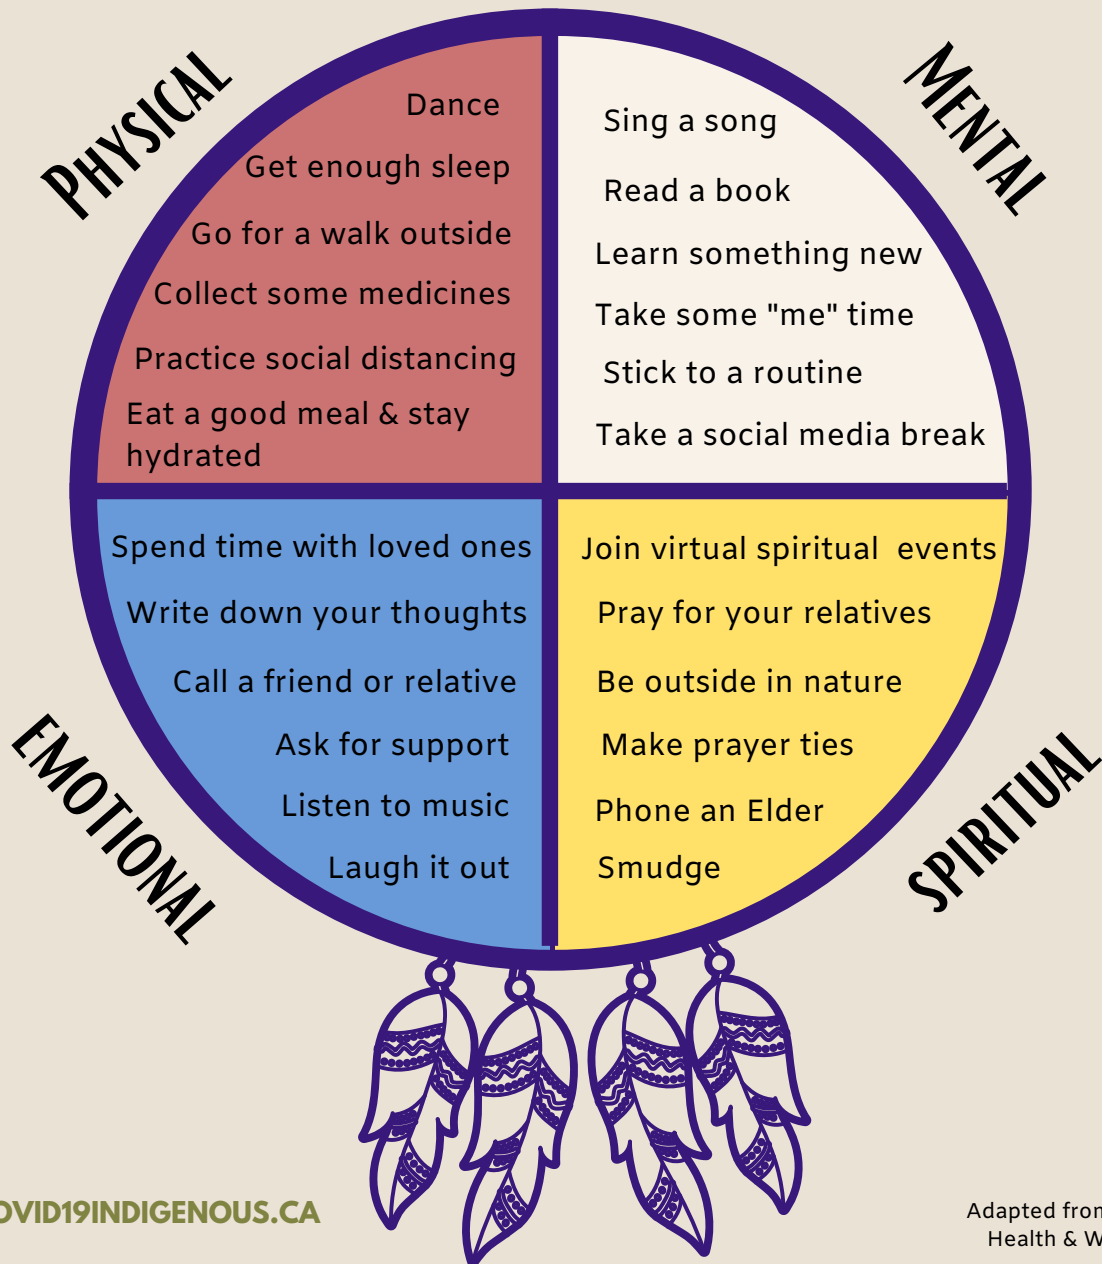 PHYSICAL
Dance
Get enough sleep
Go for a walk outside
Collect some medicines
Practice social distancing
Eat a good meal & stay
hydrated
MENTAL
Sing a song
Read a book
Learn something new
Take some "me" time
Stick to a routine
Take a social media break
EMOTIONAL
Spend time with loved ones
Write down your thoughts
Call a friend or relative
Ask for support
Listen to music
Laugh it out
SPIRITUAL
Join virtual spiritual events
Pray for your relatives
Be outside in nature
Make prayer ties
Phone an Elder
Smudge
OVID19INDIGENOUS.CA
Adapted from
Health & W